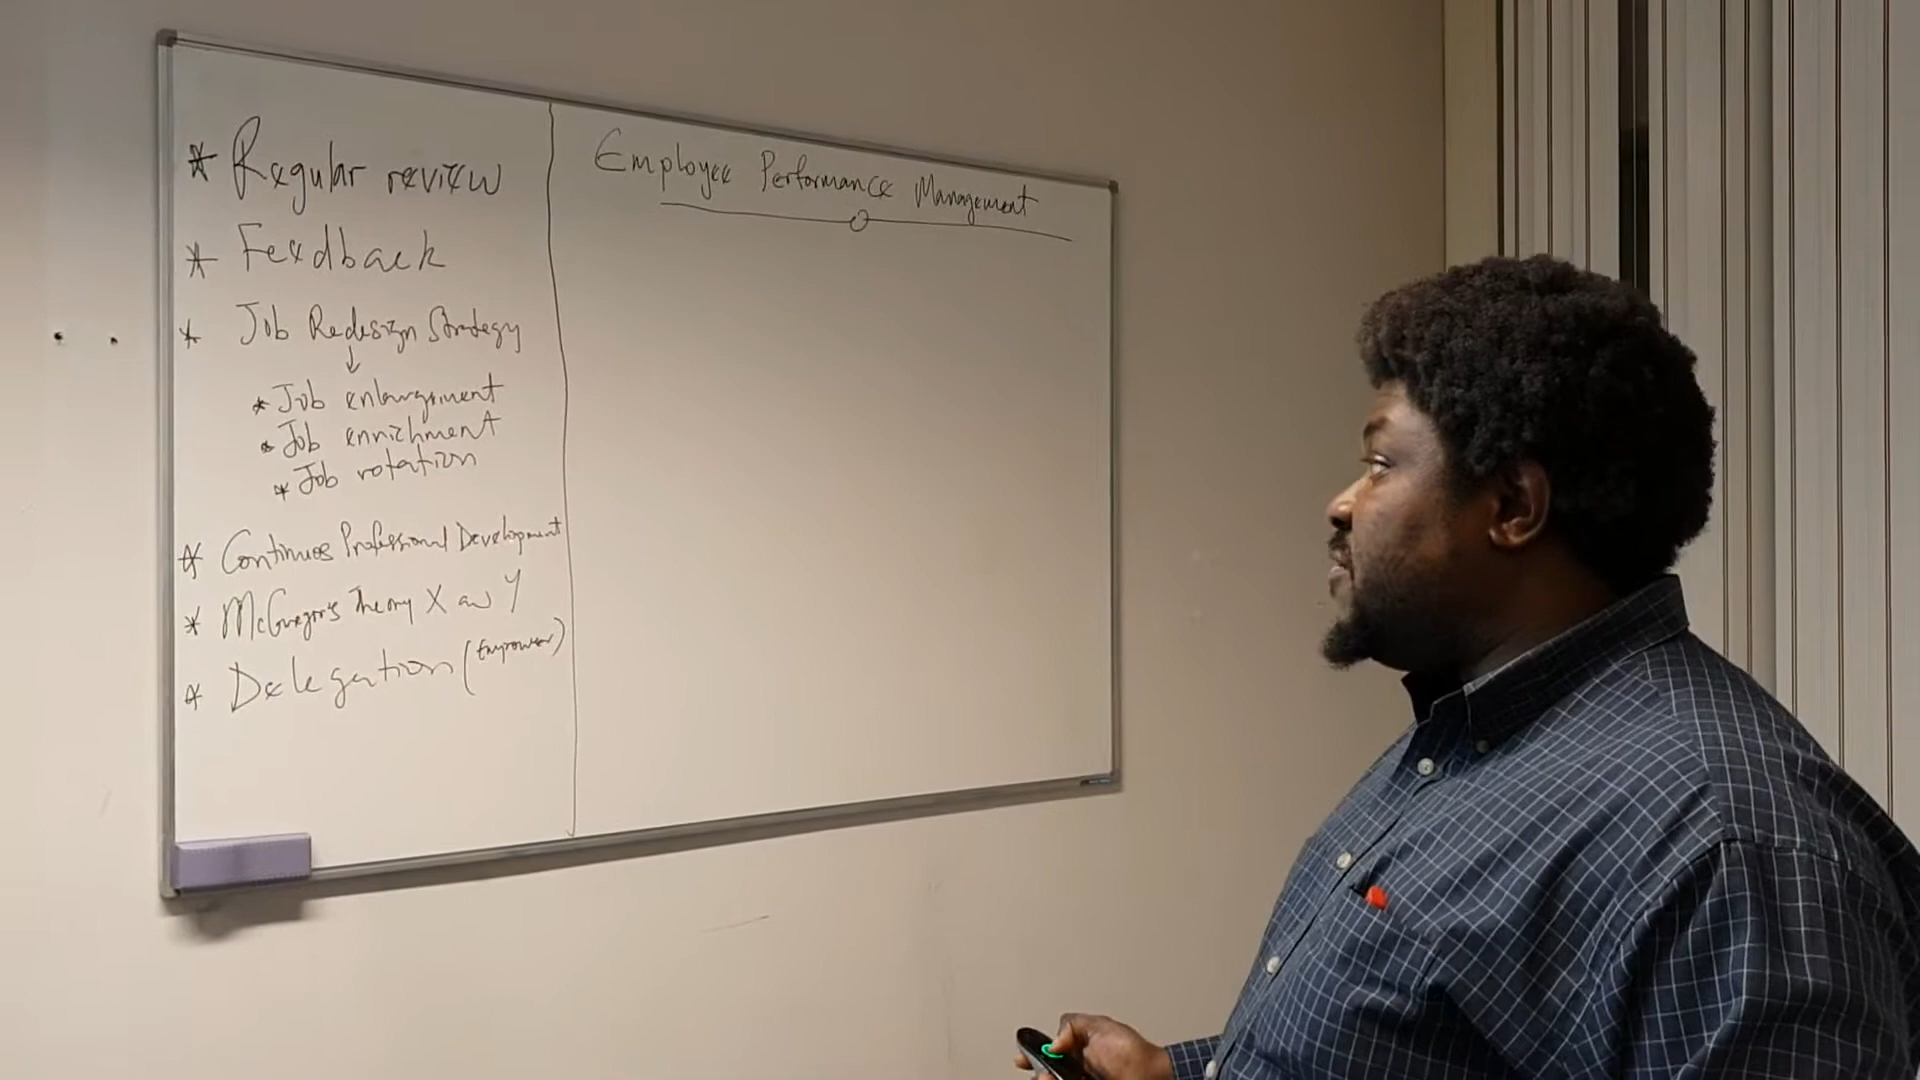 * Regular review
* Feedback
* Job Redesign Strategy
* Job enlargement
* Job enrichment
* Job rotation
* Continues Professional Development
* McGregor's Theory X and Y
* Delegation (Empower)
Employee Performance Management